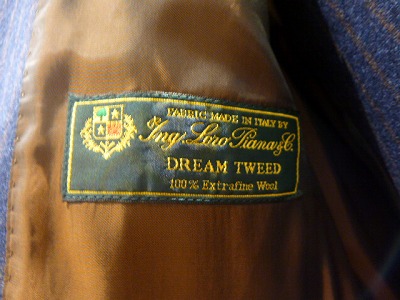 FABRIC MADE IN ITALY BY
Ing. Loro Piana & C.
DREAM TWEED
100% Extrafine Wool